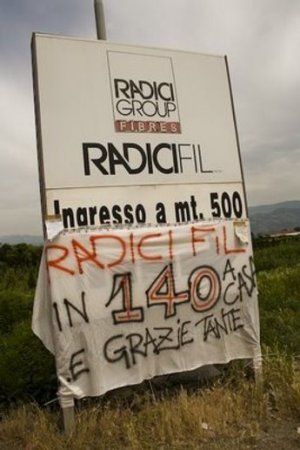 RADICI
GROUP
FIBRES
RADICIFIL
Ingresso a mt. 500
RADICI FIL
IN 140 A CASA
E GRAZIE TANTE